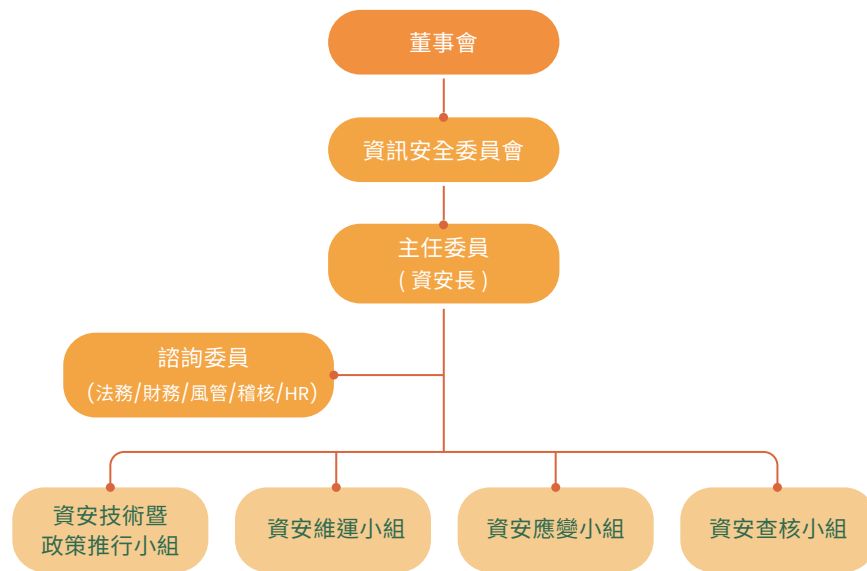 董事會
資訊安全委員會
主任委員
( 資安長 )
諮詢委員
(法務/財務/風管/稽核/HR)
資安技術暨
政策推行小組
資安維運小組
資安應變小組
資安查核小組